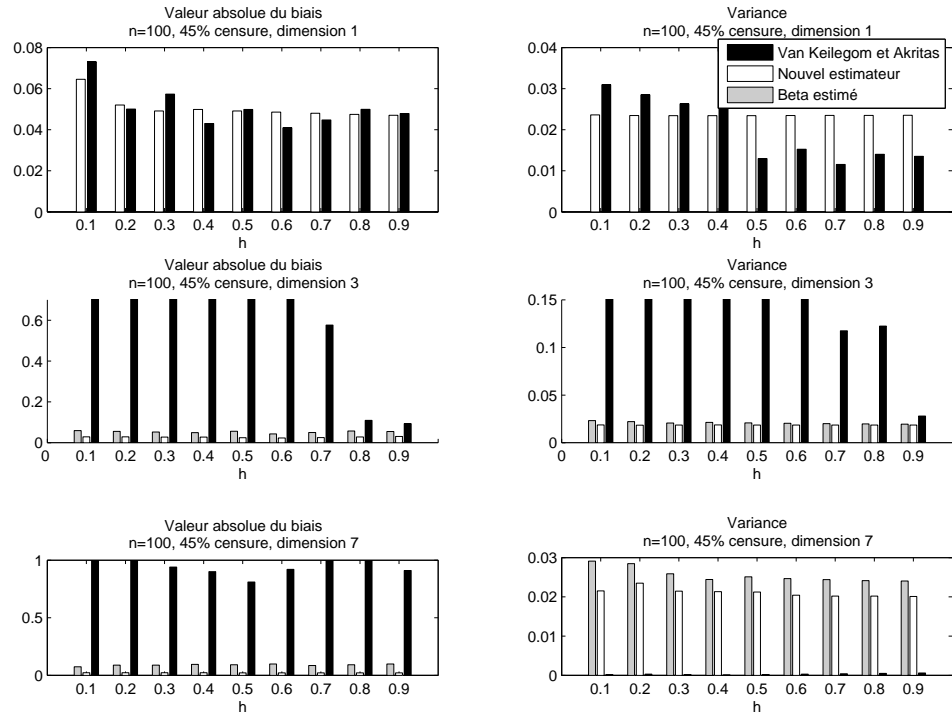 Valeur absolue du biais
n=100, 45% censure, dimension 1
0.08
0.06
0.04
0.02
0
0.1 0.2 0.3 0.4 0.5 0.6 0.7 0.8 0.9
h
Variance
n=100, 45% censure, dimension 1
0.04
0.03
0.02
0.01
0
0.1 0.2 0.3 0.4 0.5 0.6 0.7 0.8 0.9
h
Van Keilegom et Akritas
Nouvel estimateur
Beta estimé
Valeur absolue du biais
n=100, 45% censure, dimension 3
0.6
0.4
0.2
0
0 0.1 0.2 0.3 0.4 0.5 0.6 0.7 0.8 0.9
h
Variance
n=100, 45% censure, dimension 3
0.15
0.1
0.05
0
0 0.1 0.2 0.3 0.4 0.5 0.6 0.7 0.8 0.9
h
Valeur absolue du biais
n=100, 45% censure, dimension 7
1
0.5
0
0.1 0.2 0.3 0.4 0.5 0.6 0.7 0.8 0.9
h
Variance
n=100, 45% censure, dimension 7
0.03
0.02
0.01
0
0.1 0.2 0.3 0.4 0.5 0.6 0.7 0.8 0.9
h